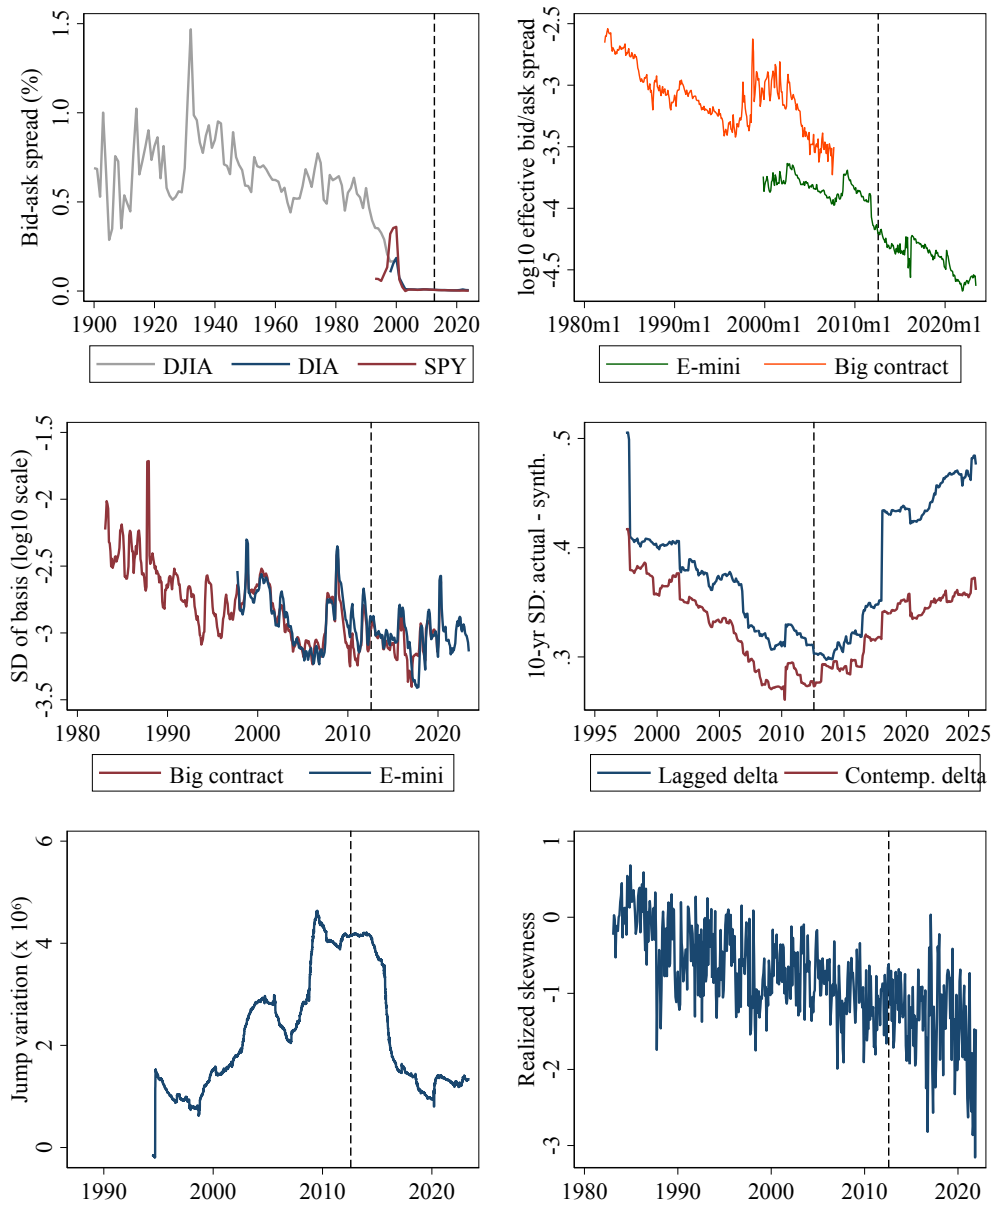 Bid-ask spread (%)
1.5
1.0
0.5
0.0
1900 1920 1940 1960 1980 2000 2020
DJIA DIA SPY
log10 effective bid/ask spread
-2.5
-3
-3.5
-4
-4.5
1980m1 1990m1 2000m1 2010m1 2020m1
E-mini Big contract
SD of basis (log10 scale)
-1.5
-2
-2.5
-3
-3.5
1980 1990 2000 2010 2020
Big contract E-mini
10-yr SD: actual - synth.
.5
.4
.3
1995 2000 2005 2010 2015 2020 2025
Lagged delta Contemp. delta
Jump variation (x 10⁶)
6
4
2
0
1990 2000 2010 2020
Realized skewness
1
0
-1
-2
-3
1980 1990 2000 2010 2020